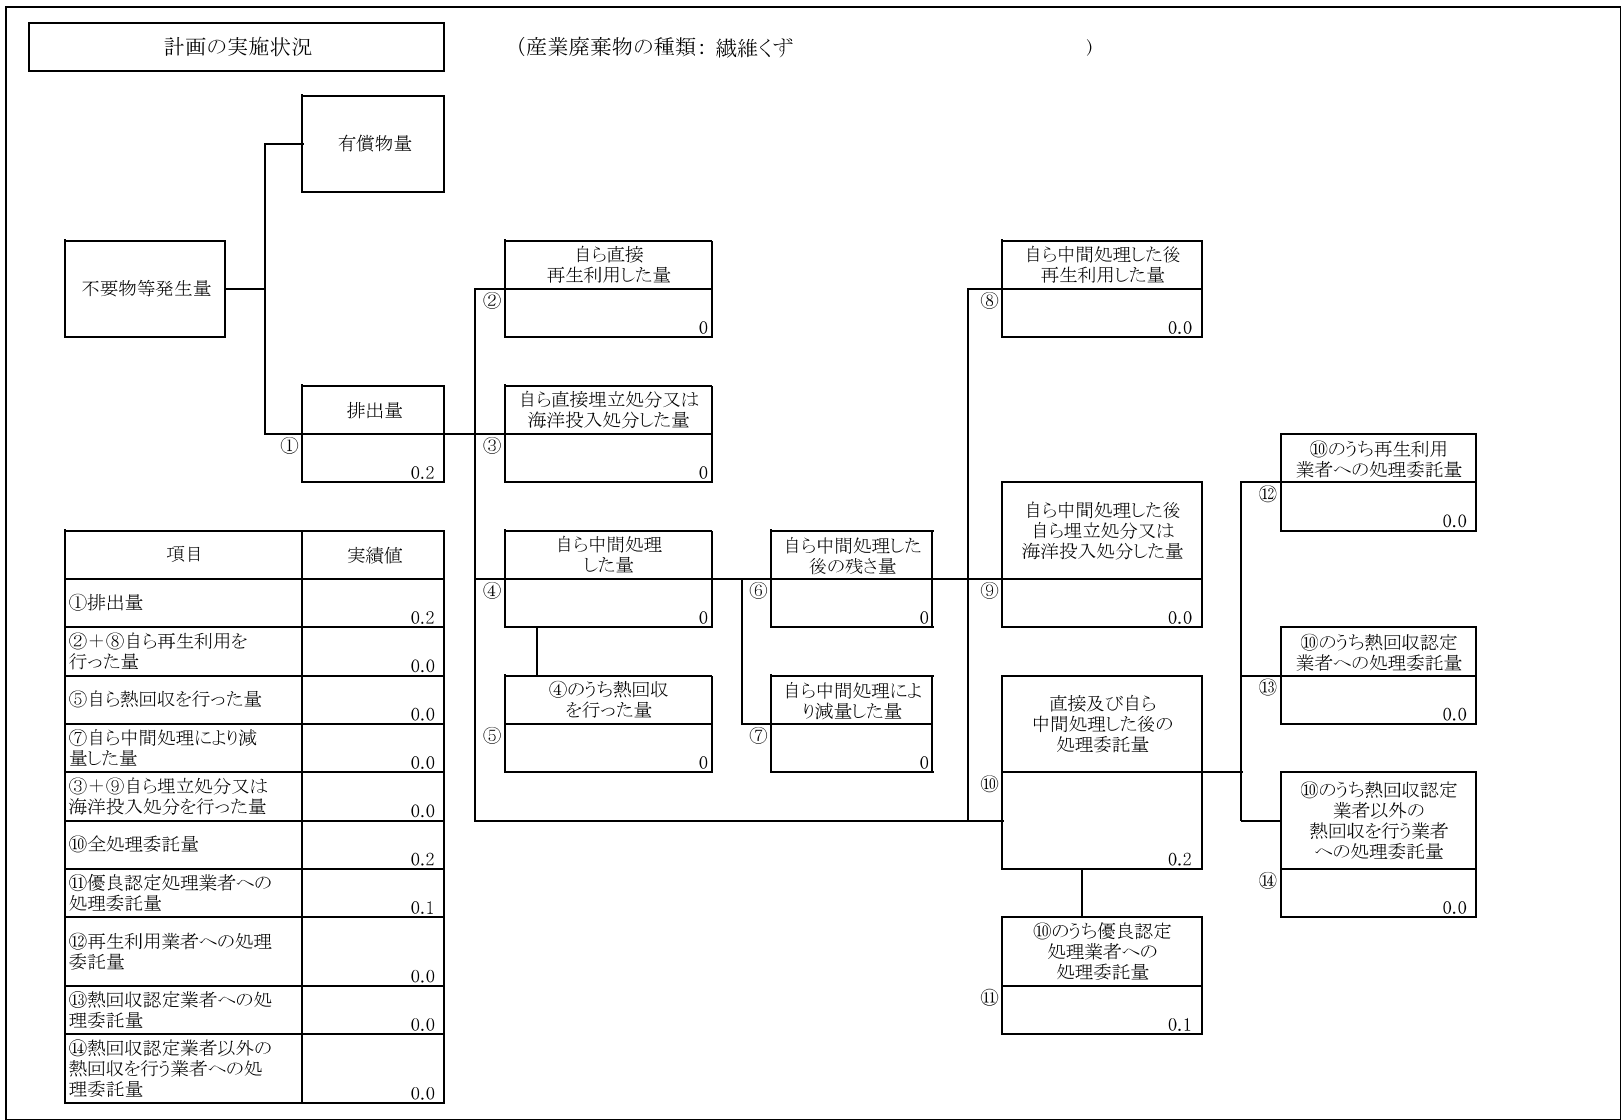 計画の実施状況
（産業廃棄物の種類： 繊維くず ）
有償物量
不要物等発生量
自ら直接
再生利用した量
②
0
自ら中間処理した後
再生利用した量
⑧
0.0
排出量
①
0.2
自ら直接埋立処分又は
海洋投入処分した量
③
0
⑩のうち再生利用
業者への処理委託量
⑫
0.0
自ら中間処理
した量
④
0
自ら中間処理した
後の残さ量
⑥
0
自ら中間処理した後
自ら埋立処分又は
海洋投入処分した量
⑨
0.0
⑩のうち熱回収認定
業者への処理委託量
⑬
0.0
④のうち熱回収
を行った量
⑤
0
自ら中間処理によ
り減量した量
⑦
0
直接及び自ら
中間処理した後の
処理委託量
⑩
0.2
⑩のうち熱回収認定
業者以外の
熱回収を行う業者
への処理委託量
⑭
0.0
⑩のうち優良認定
処理業者への
処理委託量
⑪
0.1
項目 実績値
①排出量
0.2
②＋⑧自ら再生利用を
行った量
0.0
⑤自ら熱回収を行った量
0.0
⑦自ら中間処理により減
量した量
0.0
③＋⑨自ら埋立処分又は
海洋投入処分を行った量
0.0
⑩全処理委託量
0.2
⑪優良認定処理業者への
処理委託量
0.1
⑫再生利用業者への処理
委託量
0.0
⑬熱回収認定業者への処
理委託量
0.0
⑭熱回収認定業者以外の
熱回収を行う業者への処
理委託量
0.0